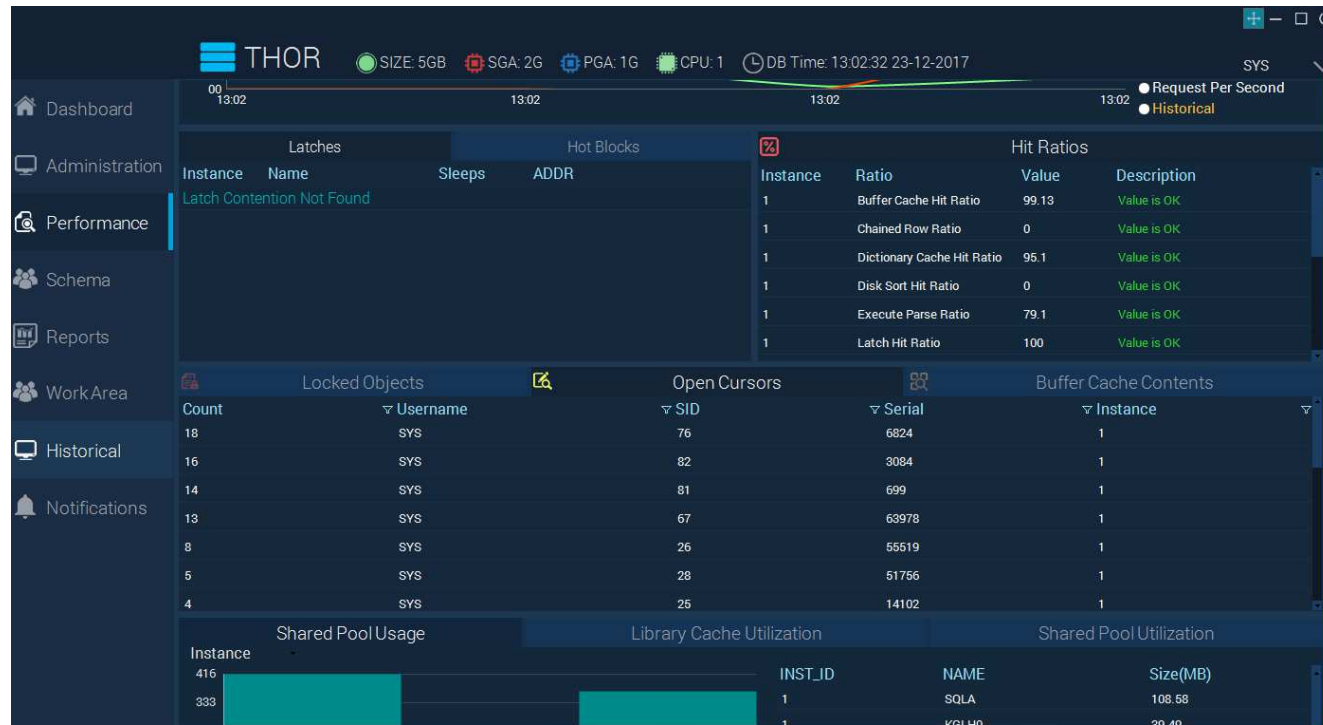 THOR SIZE: 5GB SGA: 2G PGA: 1G CPU: 1 DB Time: 13:02:32 23-12-2017 SYS
Dashboard
Administration
Performance
Schema
Reports
Work Area
Historical
Notifications
00
13:02 13:02 13:02 13:02
Request Per Second
Historical
Latches Hot Blocks
Instance Name Sleeps ADDR
Latch Contention Not Found
Hit Ratios
Instance Ratio Value Description
1 Buffer Cache Hit Ratio 99.13 Value is OK
1 Chained Row Ratio 0 Value is OK
1 Dictionary Cache Hit Ratio 95.1 Value is OK
1 Disk Sort Hit Ratio 0 Value is OK
1 Execute Parse Ratio 79.1 Value is OK
1 Latch Hit Ratio 100 Value is OK
Locked Objects Open Cursors Buffer Cache Contents
Count Username SID Serial Instance
18 SYS 76 6824 1
16 SYS 82 3084 1
14 SYS 81 699 1
13 SYS 67 63978 1
8 SYS 26 55519 1
5 SYS 28 51756 1
4 SYS 25 14102 1
Shared Pool Usage Library Cache Utilization Shared Pool Utilization
Instance
416
333
INST_ID NAME Size(MB)
1 SQLA 108.58